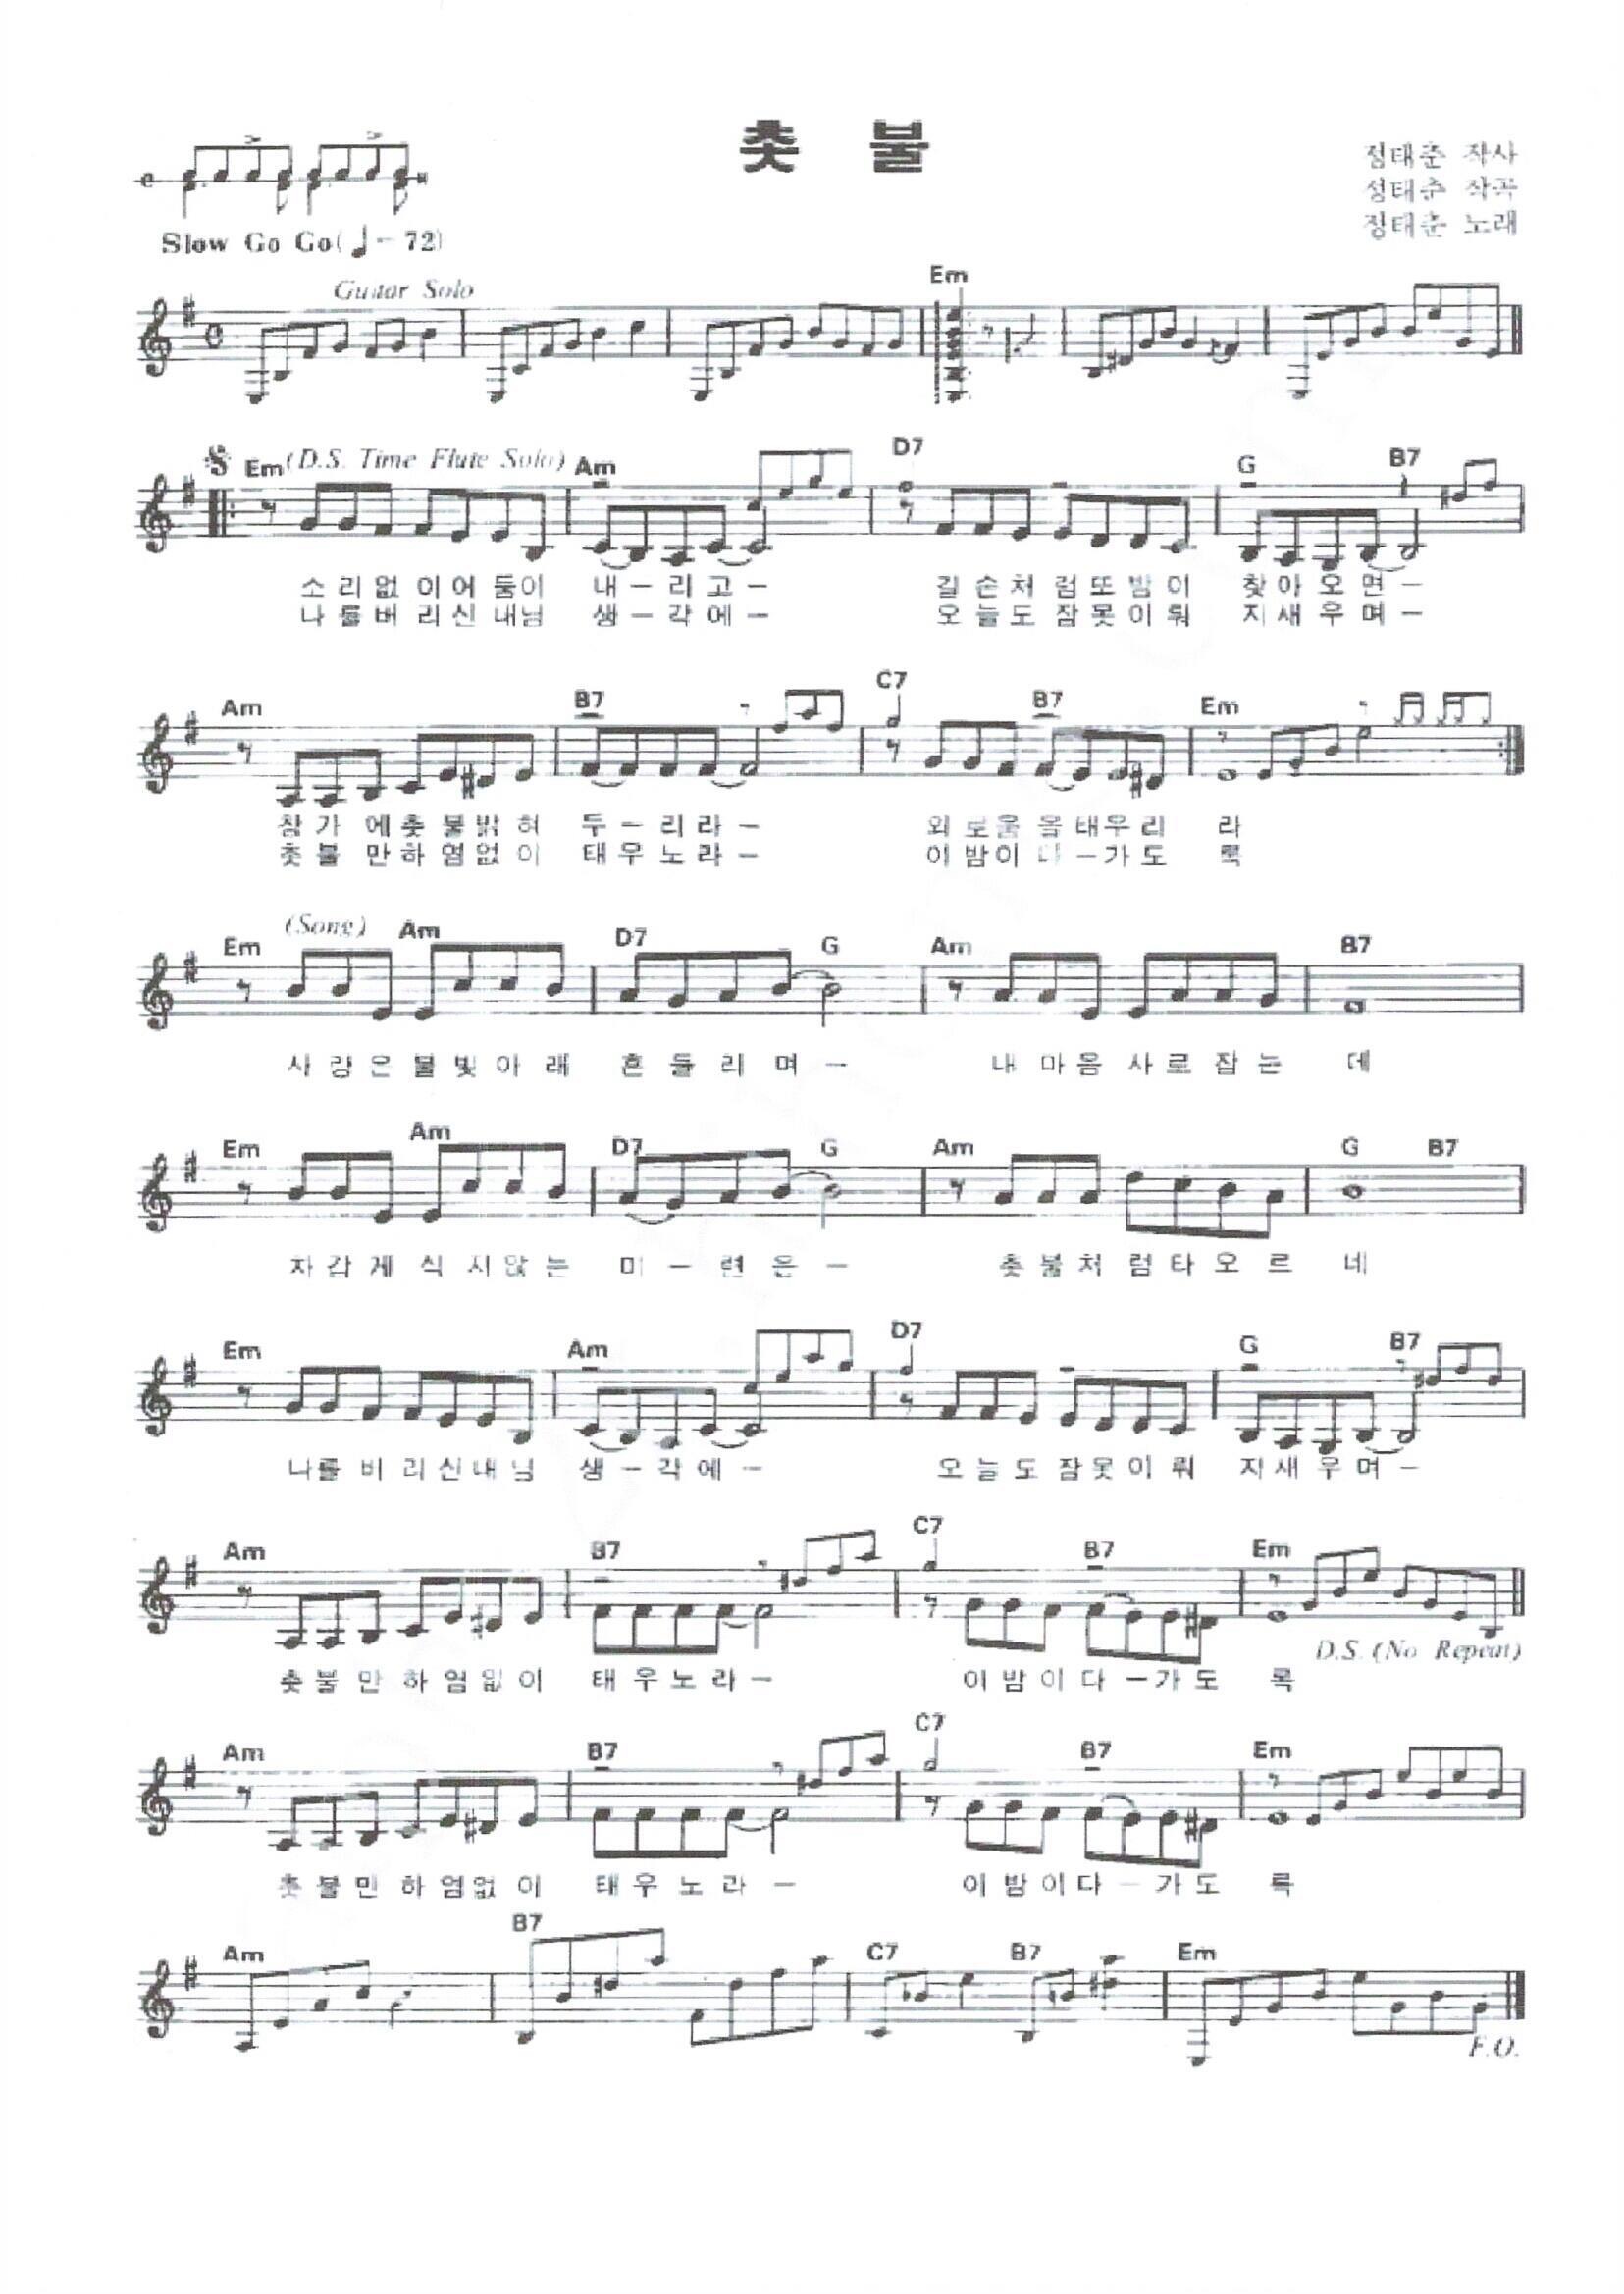 촛 불
정태춘 작사
정태춘 작곡
정태춘 노래
Slow Go Go(♩=72)
Guitar Solo
Em
Em (D.S. Time Flute Solo) Am D7 G B7
소리없이어둠이 내-리고- 길손처럼또밤이 찾아오면-
나를버리신내님 생-각에- 오늘도잠못이뤄 지새우며-
Am B7 C7 B7 Em
창가에촛불밝혀 두-리라- 외로움을태우리 라
촛불만하염없이 태우노라- 이밤이다-가도 록
(Song)
Em Am D7 G Am B7
사랑은불빛아래 흔들리며- 내마음사로잡는 데
Em Am D7 G Am G B7
차갑게식지않는 미-련은- 촛불처럼타오르 네
Em Am D7 G B7
나를버리신내님 생-각에- 오늘도잠못이뤄 지새우며-
Am B7 C7 B7 Em
D.S. (No Repeat)
촛불만하염없이 태우노라- 이밤이다-가도 록
Am B7 C7 B7 Em
촛불만하염없이 태우노라- 이밤이다-가도 록
Am B7 C7 B7 Em
F.O.